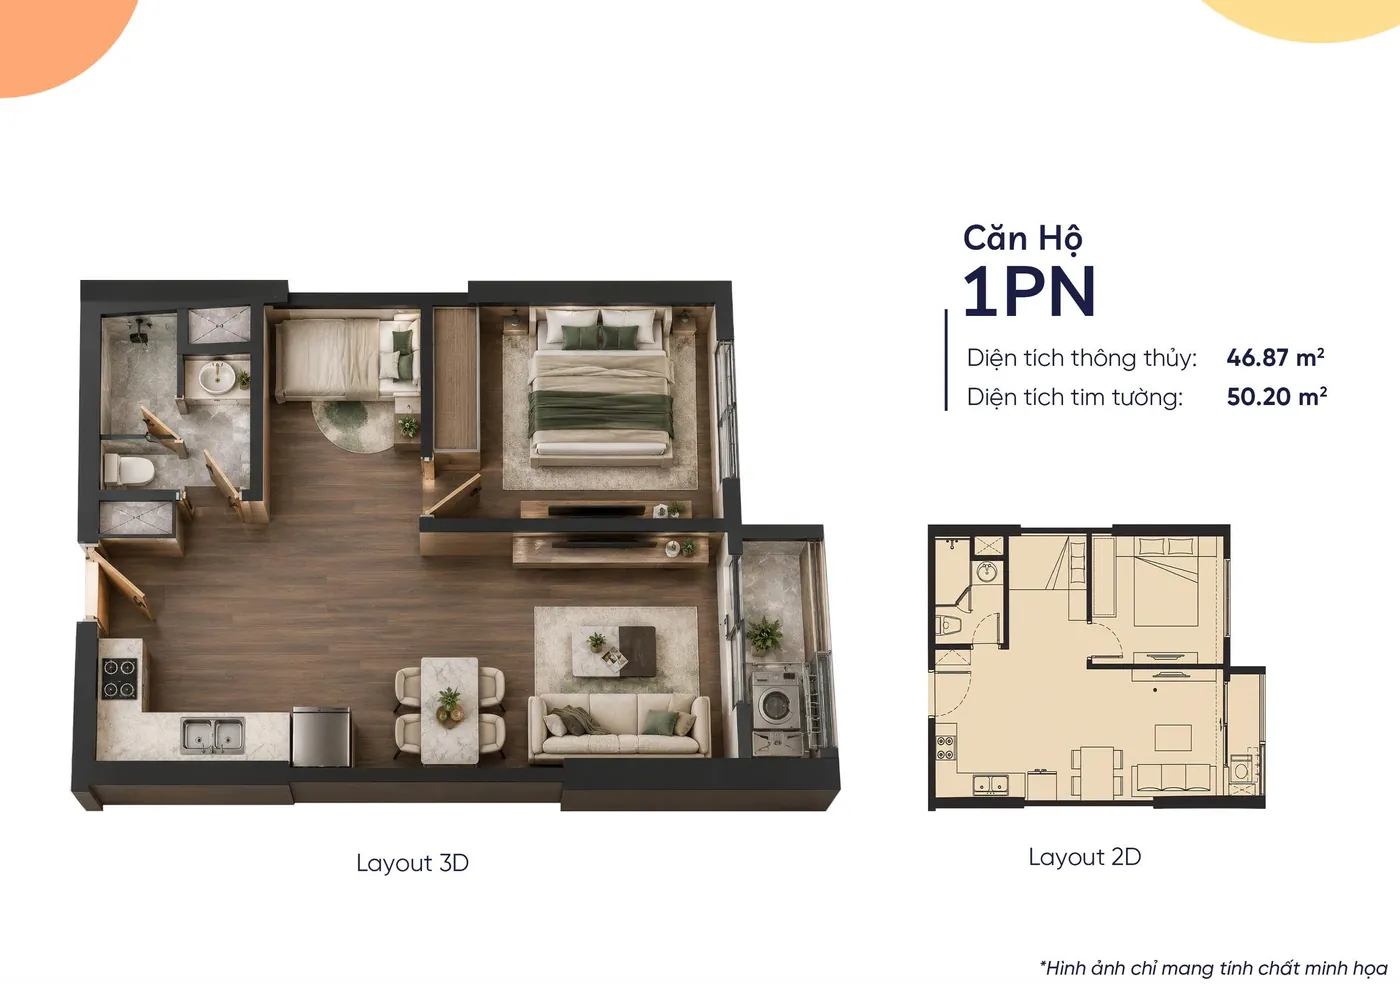 Căn Hộ
1PN
Diện tích thông thủy: 46.87 m²
Diện tích tim tường: 50.20 m²
Layout 3D
Layout 2D
*Hình ảnh chỉ mang tính chất minh họa